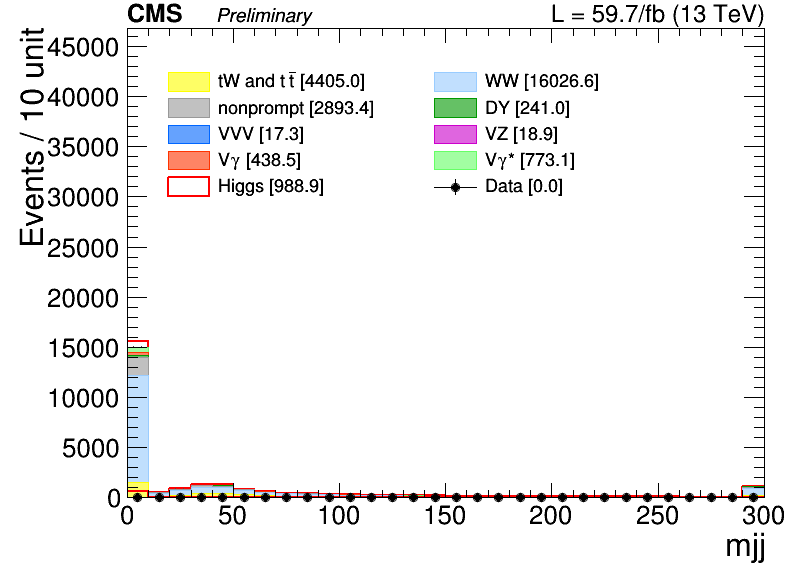 CMS Preliminary L = 59.7/fb (13 TeV)
Events / 10 unit
45000
40000
35000
30000
25000
20000
15000
10000
5000
0
tW and t t̅ [4405.0] WW [16026.6]
nonprompt [2893.4] DY [241.0]
VVV [17.3] VZ [18.9]
Vγ [438.5] Vγ* [773.1]
Higgs [988.9] Data [0.0]
0 50 100 150 200 250 300
mjj